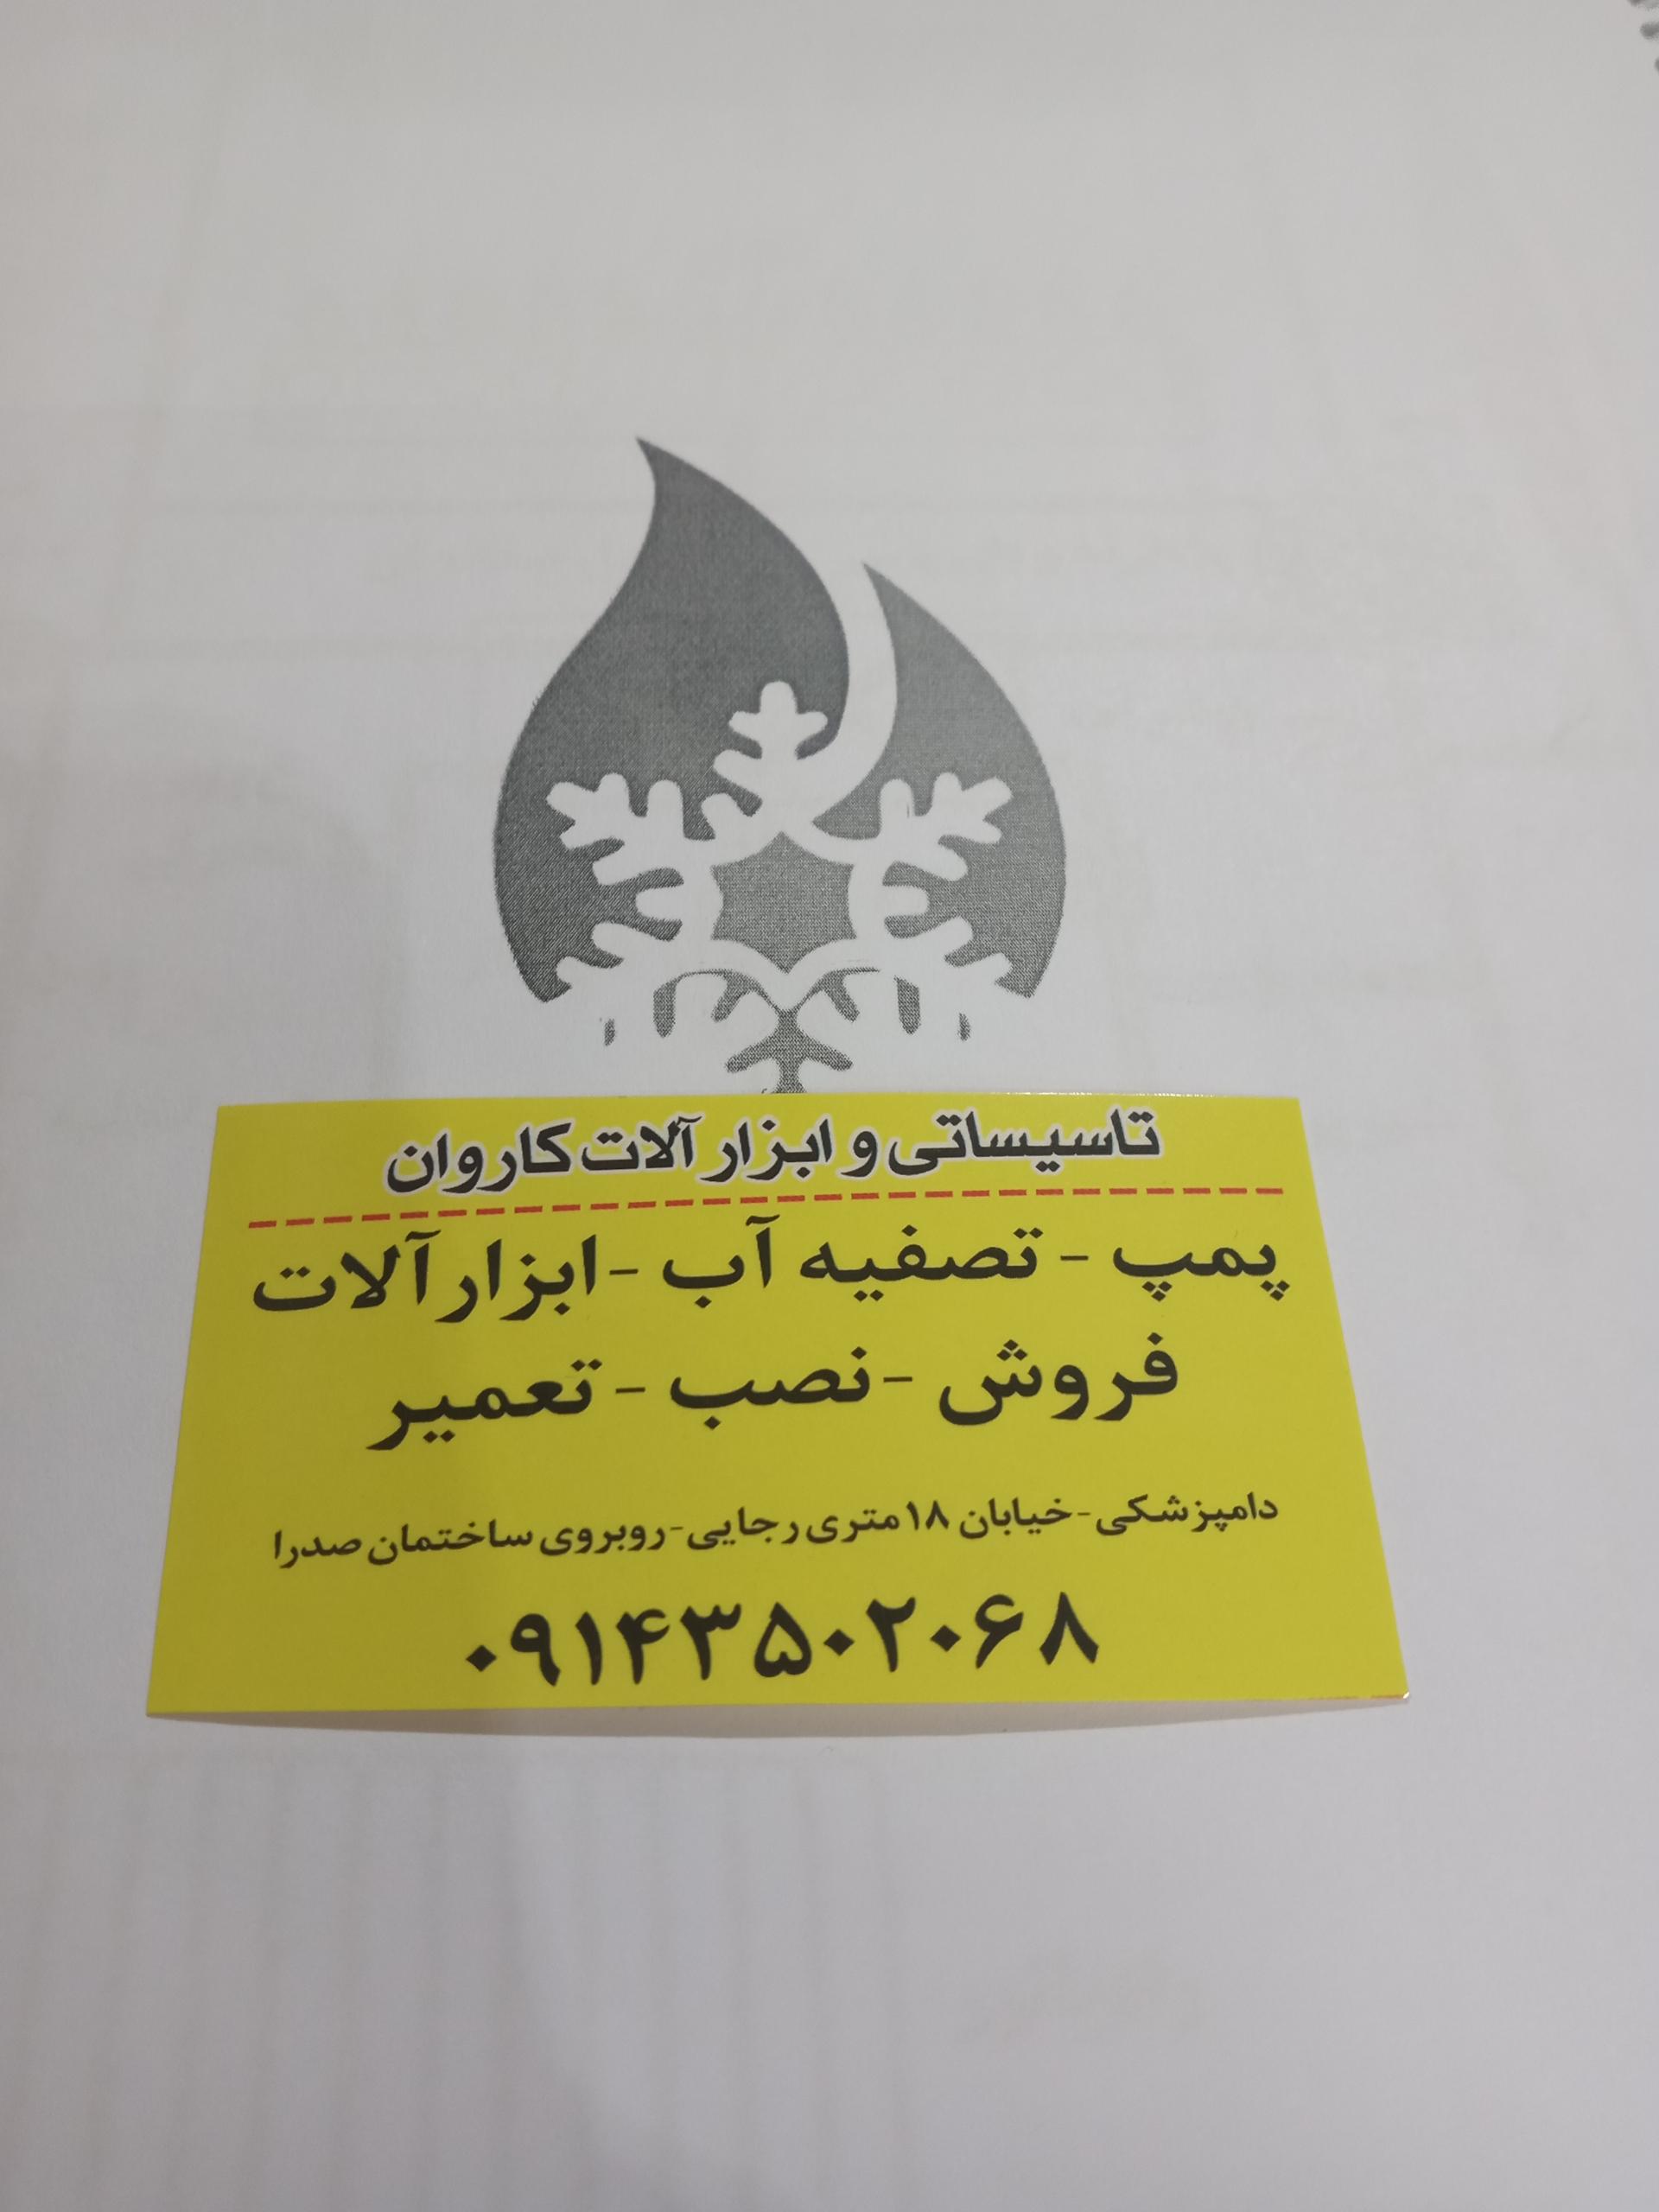 تاسیساتی و ابزار آلات کاروان
پمپ - تصفیه آب - ابزار آلات
فروش - نصب - تعمیر
دامپزشکی - خیابان ۱۸ متری رجایی - روبروی ساختمان صدرا
۰۹۱۴۳۵۰۲۰۶۸